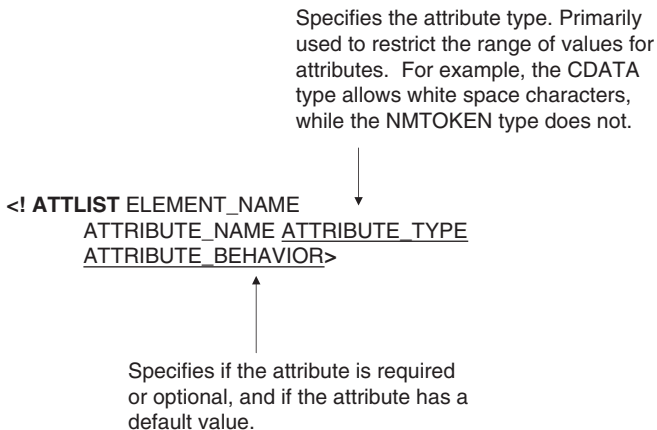 Specifies the attribute type. Primarily
used to restrict the range of values for
attributes.  For example, the CDATA
type allows white space characters,
while the NMTOKEN type does not.
<! ATTLIST ELEMENT_NAME
ATTRIBUTE_NAME ATTRIBUTE_TYPE
ATTRIBUTE_BEHAVIOR>
Specifies if the attribute is required
or optional, and if the attribute has a
default value.